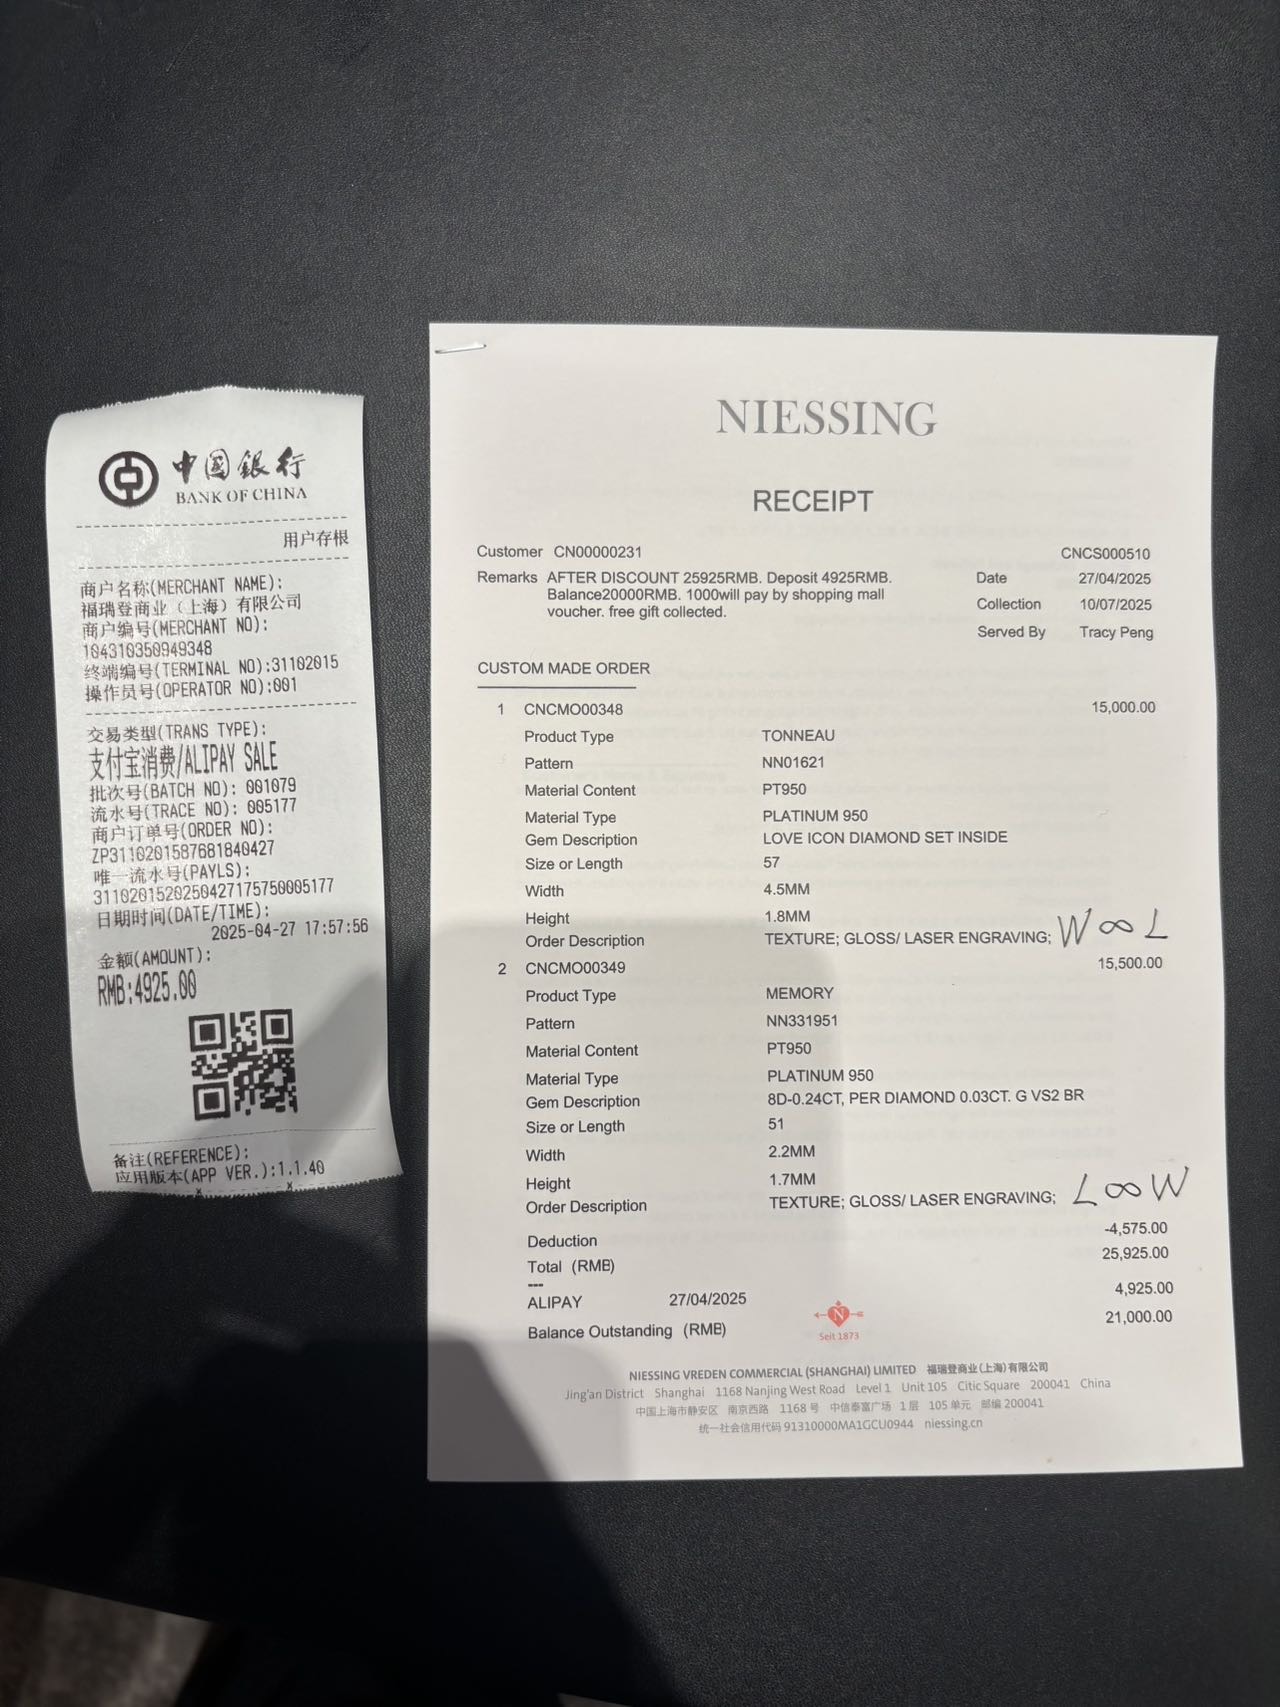 中国銀行
BANK OF CHINA
用户存根
商户名称(MERCHANT NAME):
福瑞登商业（上海）有限公司
商户编号(MERCHANT NO):
104310350949348
终端编号(TERMINAL NO):31102015
操作员号(OPERATOR NO):001
交易类型(TRANS TYPE):
支付宝消费/ALIPAY SALE
批次号(BATCH NO): 001079
流水号(TRACE NO): 005177
商户订单号(ORDER NO):
ZP3110201587681840427
唯一流水号(PAYLS):
3110201520250427175750005177
日期时间(DATE/TIME):
2025-04-27 17:57:56
金额(AMOUNT):
RMB:4925.00
备注(REFERENCE):
应用版本(APP VER.):1.1.40
NIESSING
RECEIPT
Customer CN00000231 CNCS000510
Remarks AFTER DISCOUNT 25925RMB. Deposit 4925RMB. Date 27/04/2025
Balance20000RMB. 1000will pay by shopping mall Collection 10/07/2025
voucher. free gift collected.
Served By Tracy Peng
CUSTOM MADE ORDER
1 CNCMO00348 15,000.00
Product Type TONNEAU
Pattern NN01621
Material Content PT950
Material Type PLATINUM 950
Gem Description LOVE ICON DIAMOND SET INSIDE
Size or Length 57
Width 4.5MM
Height 1.8MM
Order Description TEXTURE; GLOSS/ LASER ENGRAVING; W∞L
2 CNCMO00349 15,500.00
Product Type MEMORY
Pattern NN331951
Material Content PT950
Material Type PLATINUM 950
Gem Description 8D-0.24CT, PER DIAMOND 0.03CT. G VS2 BR
Size or Length 51
Width 2.2MM
Height 1.7MM
Order Description TEXTURE; GLOSS/ LASER ENGRAVING; L∞W
Deduction -4,575.00
Total (RMB) 25,925.00
---
ALIPAY 27/04/2025 4,925.00
Balance Outstanding (RMB) 21,000.00
N
Seit 1873
NIESSING VREDEN COMMERCIAL (SHANGHAI) LIMITED 福瑞登商业(上海)有限公司
Jing'an District Shanghai 1168 Nanjing West Road Level 1 Unit 105 Citic Square 200041 China
中国上海市静安区 南京西路 1168 号 中信泰富广场 1 层 105 单元 邮编 200041
统一社会信用代码 91310000MA1GCU0944 niessing.cn